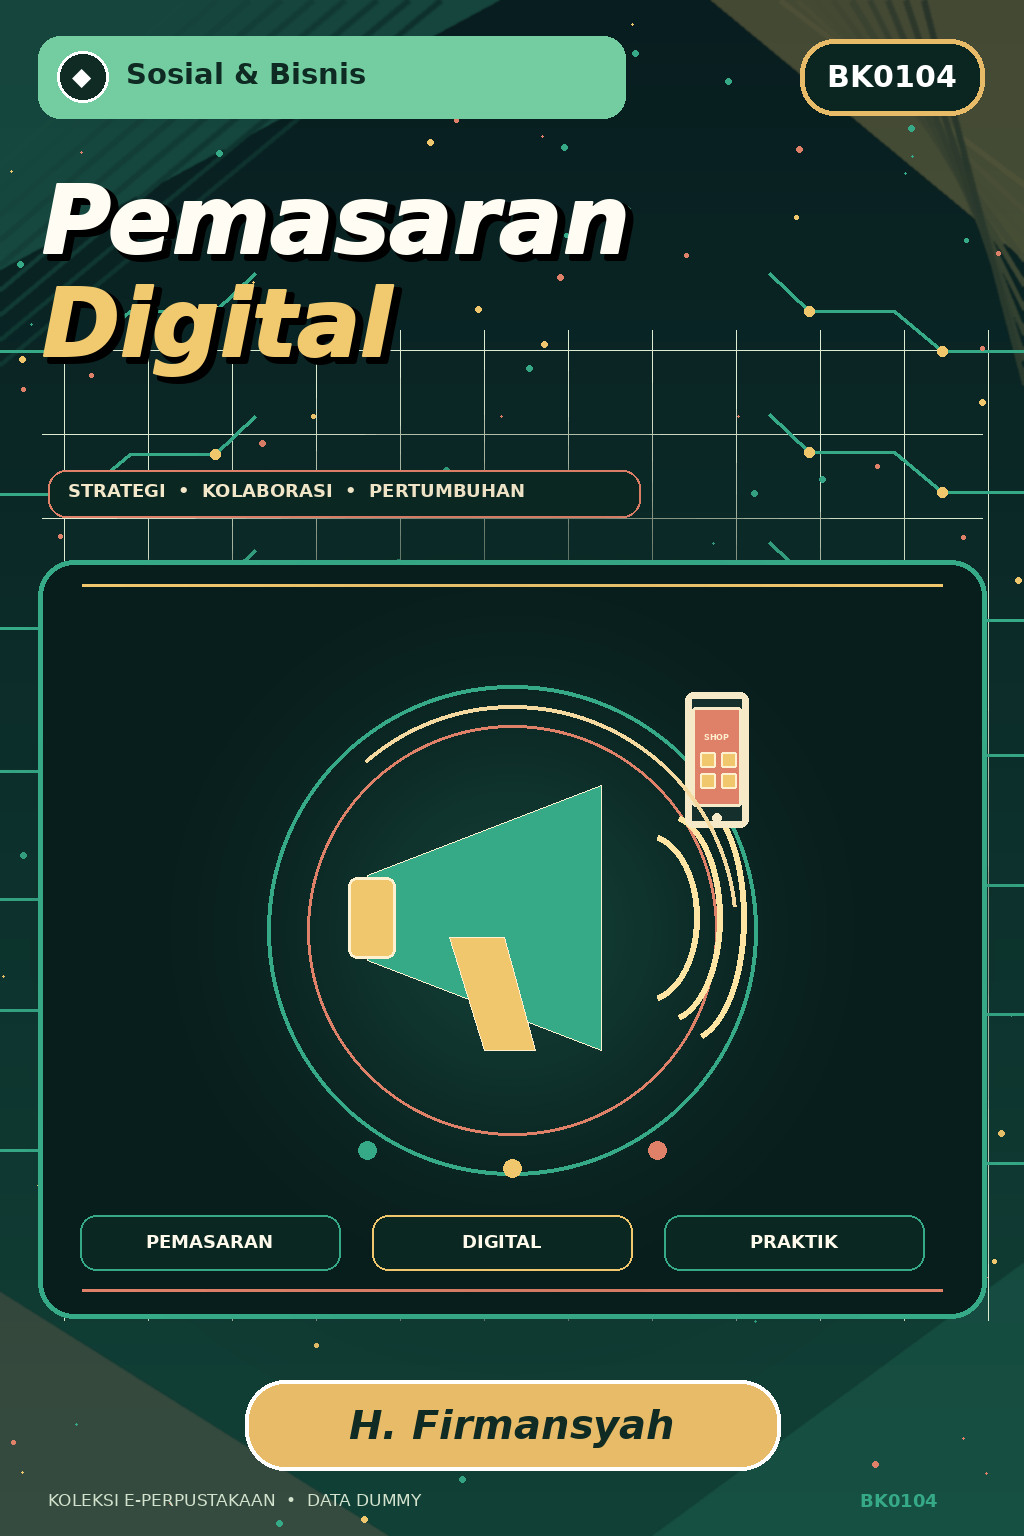 Sosial & Bisnis
BK0104
Pemasaran
Digital
STRATEGI • KOLABORASI • PERTUMBUHAN
SHOP
PEMASARAN
DIGITAL
PRAKTIK
H. Firmansyah
KOLEKSI E-PERPUSTAKAAN • DATA DUMMY
BK0104